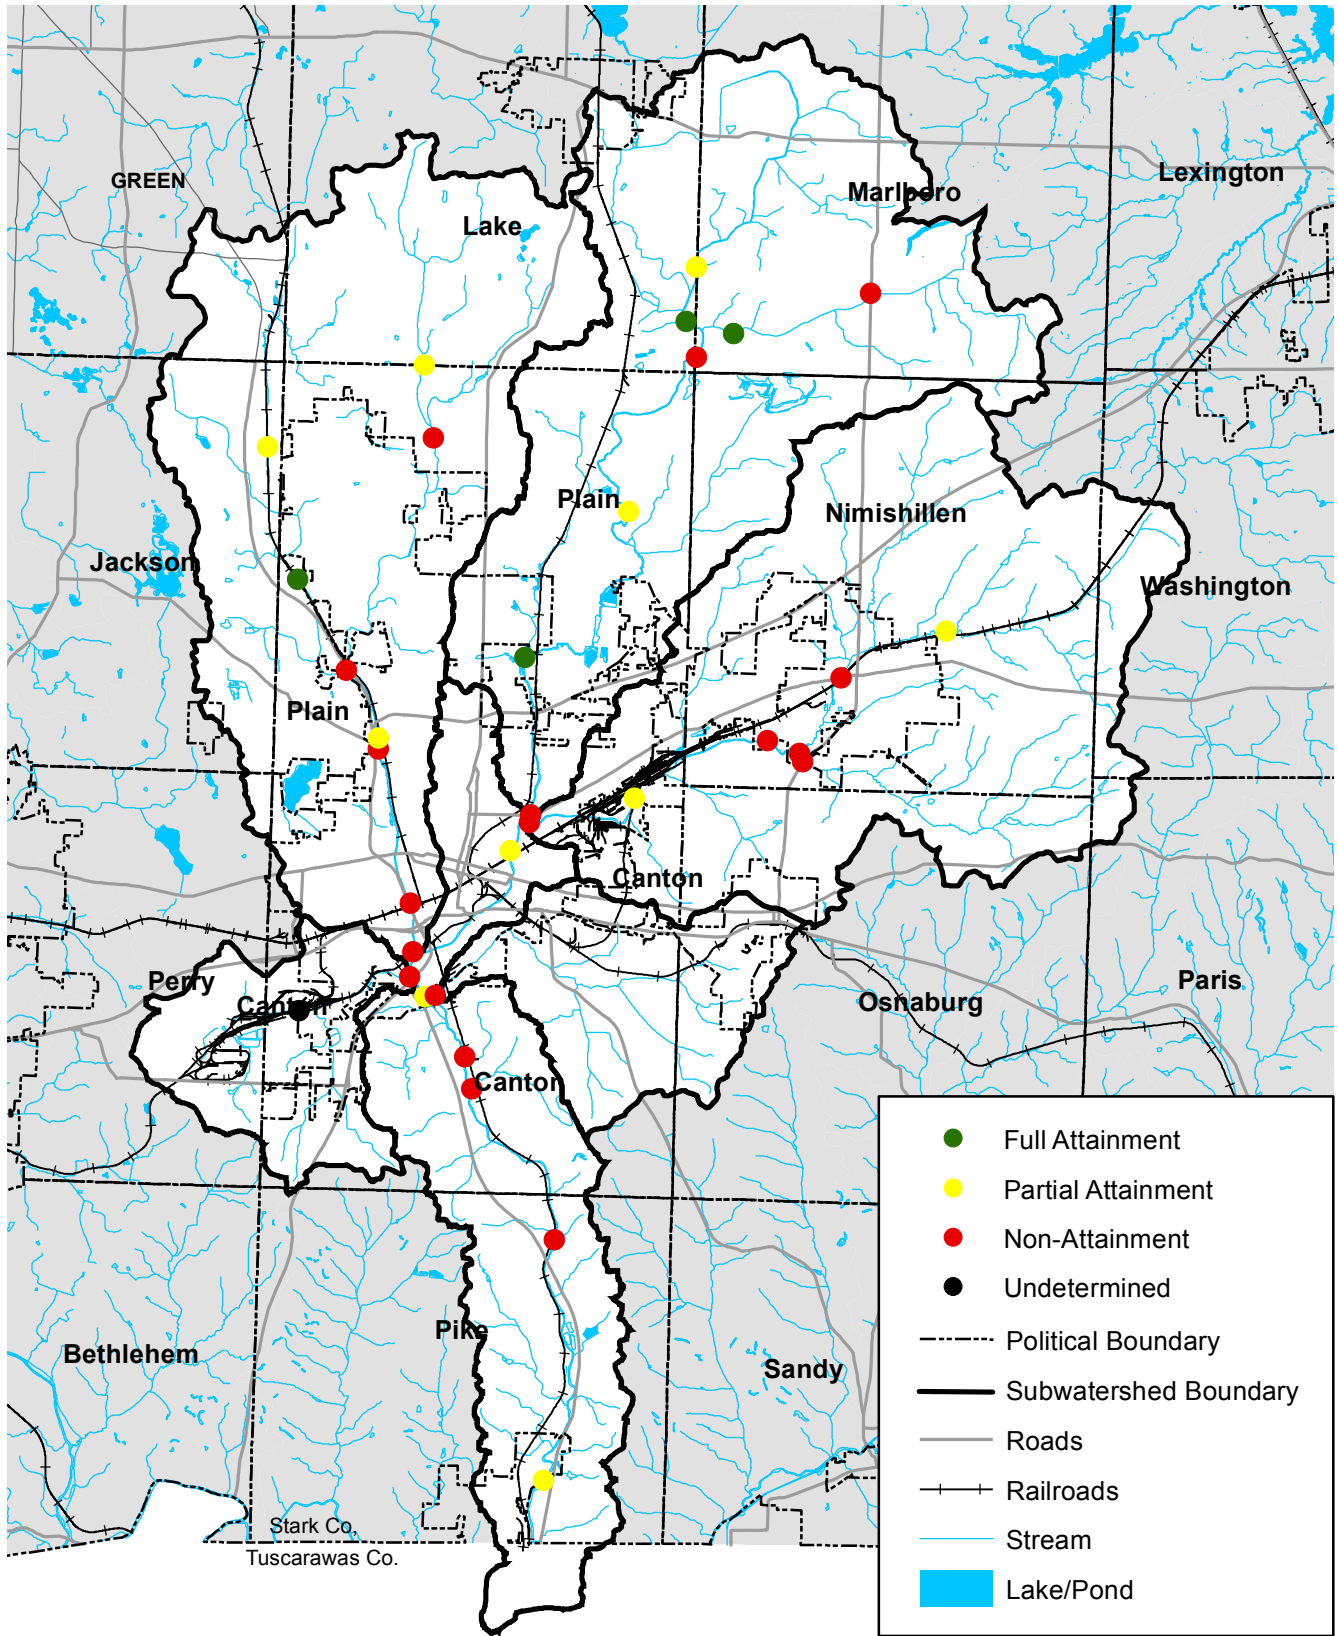 Lexington
GREEN
Marlboro
Lake
Plain
Nimishillen
Jackson
Washington
Plain
Canton
Perry
Canton
Paris
Osnaburg
Canton
Pike
Bethlehem
Sandy
Stark Co,
Tuscarawas Co.
Full Attainment
Partial Attainment
Non-Attainment
Undetermined
Political Boundary
Subwatershed Boundary
Roads
Railroads
Stream
Lake/Pond